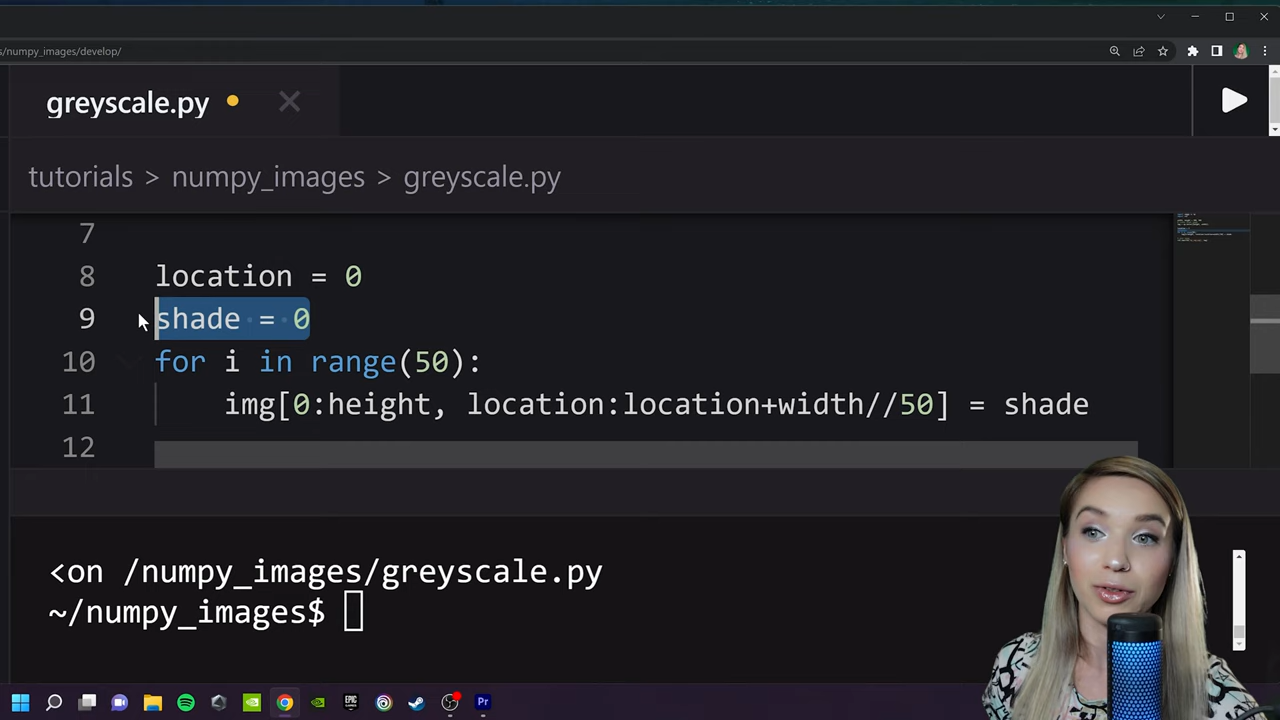 s/numpy_images/develop/
greyscale.py
tutorials > numpy_images > greyscale.py
7
8 location = 0
9 shade = 0
10 for i in range(50):
11 img[0:height, location:location+width//50] = shade
12
<on /numpy_images/greyscale.py
~/numpy_images$
Pr